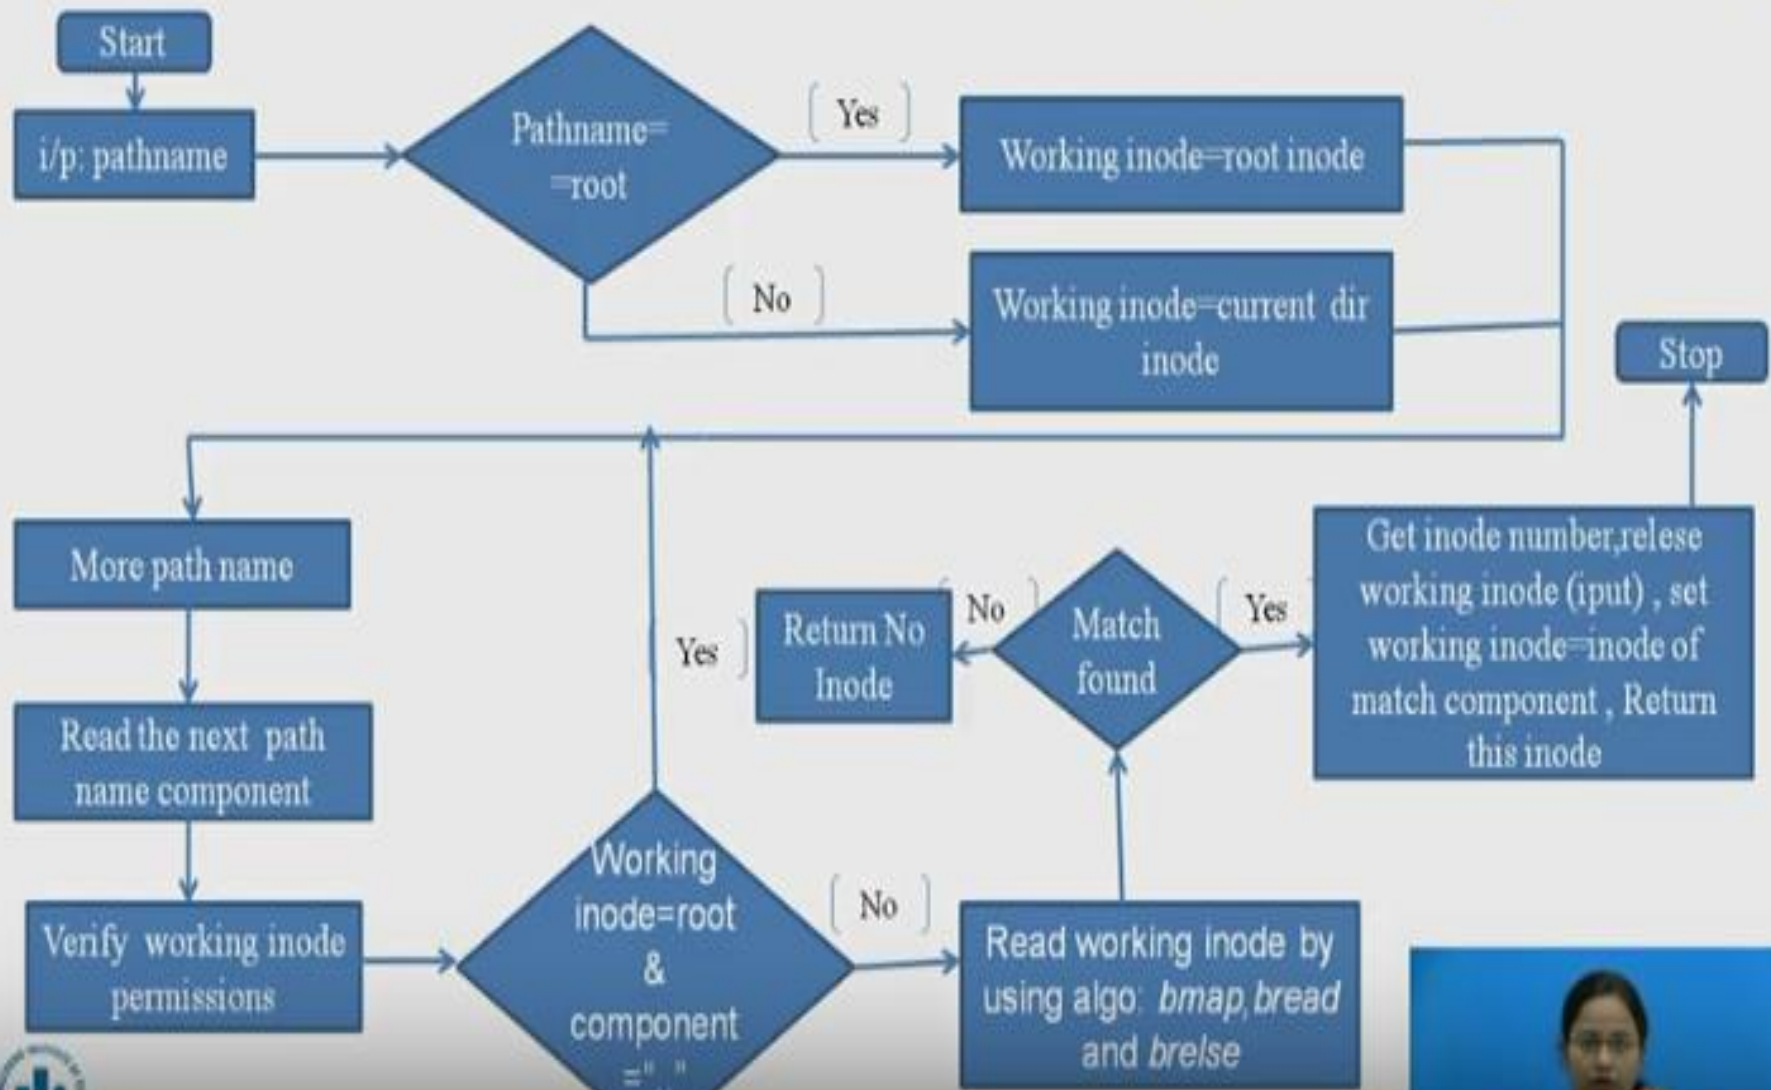 Start
i/p: pathname
Pathname=
=root
Yes
Working inode=root inode
No
Working inode=current dir
inode
Stop
More path name
Read the next path
name component
Verify working inode
permissions
Working
inode=root
&
component
Yes
No
Read working inode by
using algo: bmap,bread
and brelse
Match
found
No
Return No
Inode
Yes
Get inode number,relese
working inode (iput) , set
working inode=inode of
match component , Return
this inode